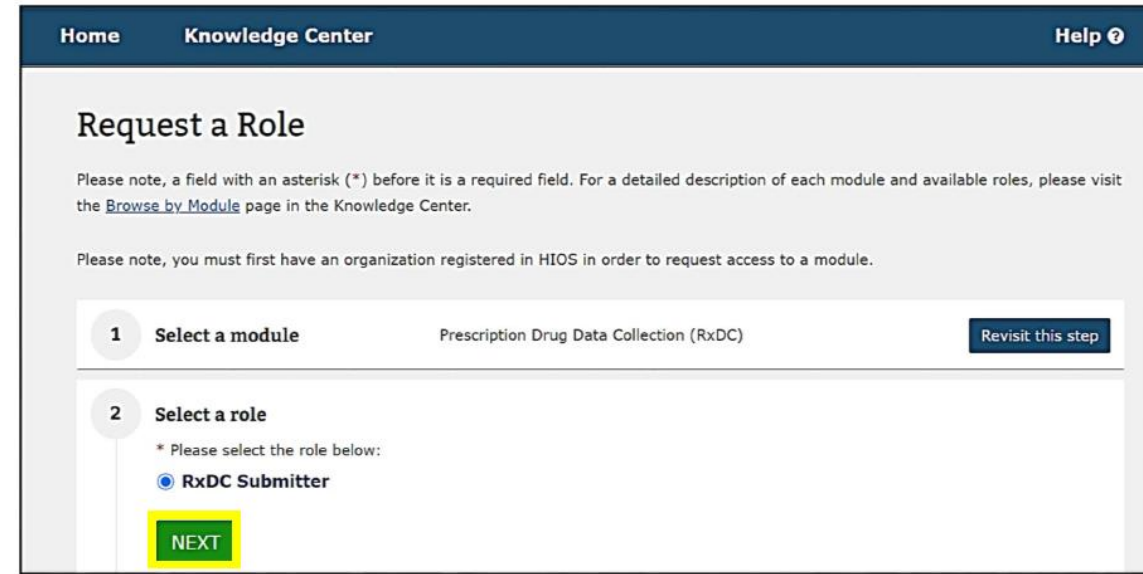 Home Knowledge Center Help ?
Request a Role
Please note, a field with an asterisk (*) before it is a required field. For a detailed description of each module and available roles, please visit
the Browse by Module page in the Knowledge Center.
Please note, you must first have an organization registered in HIOS in order to request access to a module.
1 Select a module Prescription Drug Data Collection (RxDC) Revisit this step
2 Select a role
* Please select the role below:
RxDC Submitter
NEXT